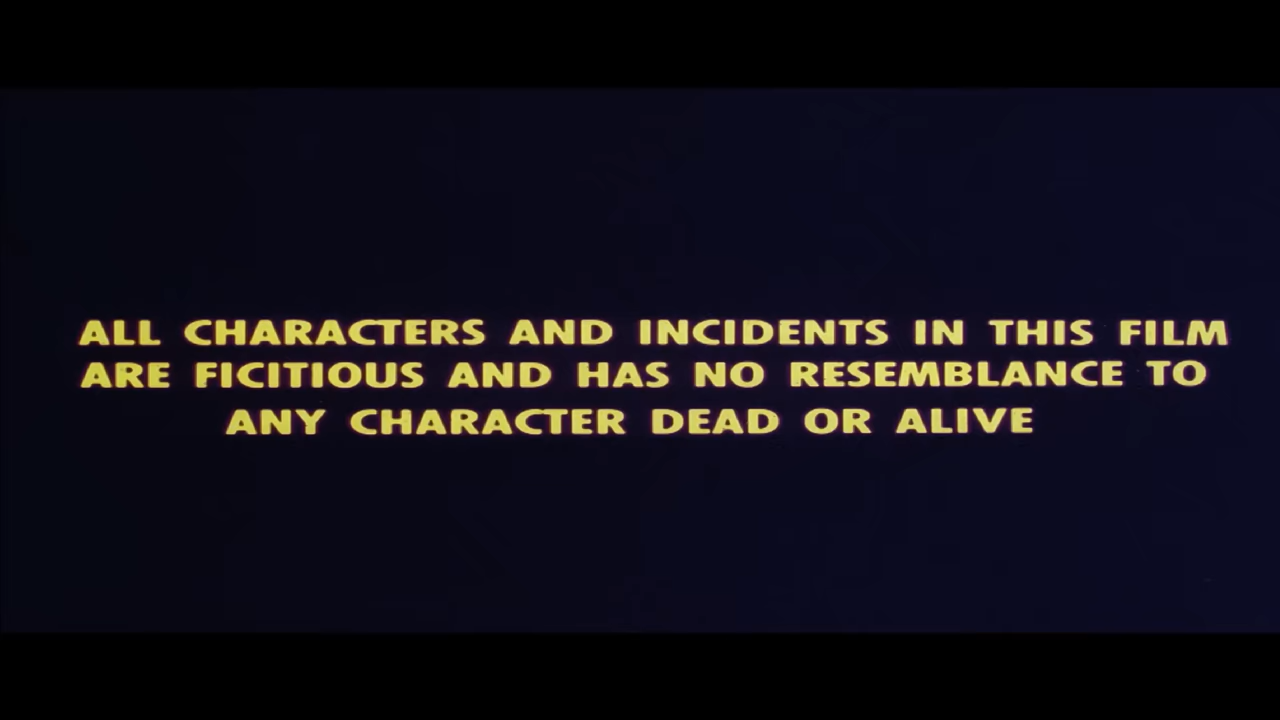 ALL CHARACTERS AND INCIDENTS IN THIS FILM
ARE FICITIOUS AND HAS NO RESEMBLANCE TO
ANY CHARACTER DEAD OR ALIVE